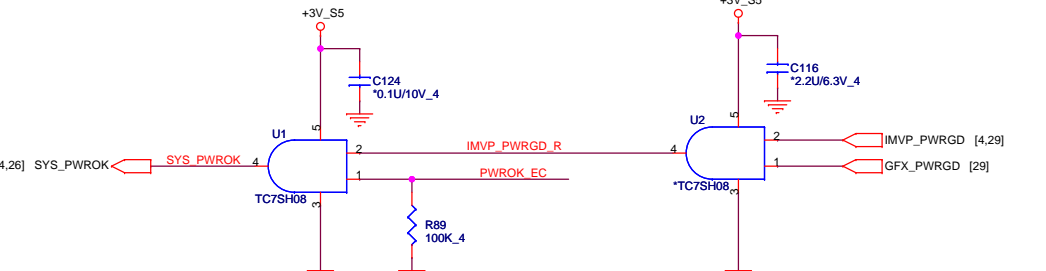 +3V_S5
+3V_S5
C124
*0.1U/10V_4
C116
*2.2U/6.3V_4
5
5
U1
U2
4,26] SYS_PWROK
SYS_PWROK
4
2
IMVP_PWRGD_R
4
2
IMVP_PWRGD [4,29]
1
PWROK_EC
1
GFX_PWRGD [29]
TC7SH08
3
*TC7SH08
3
R89
100K_4